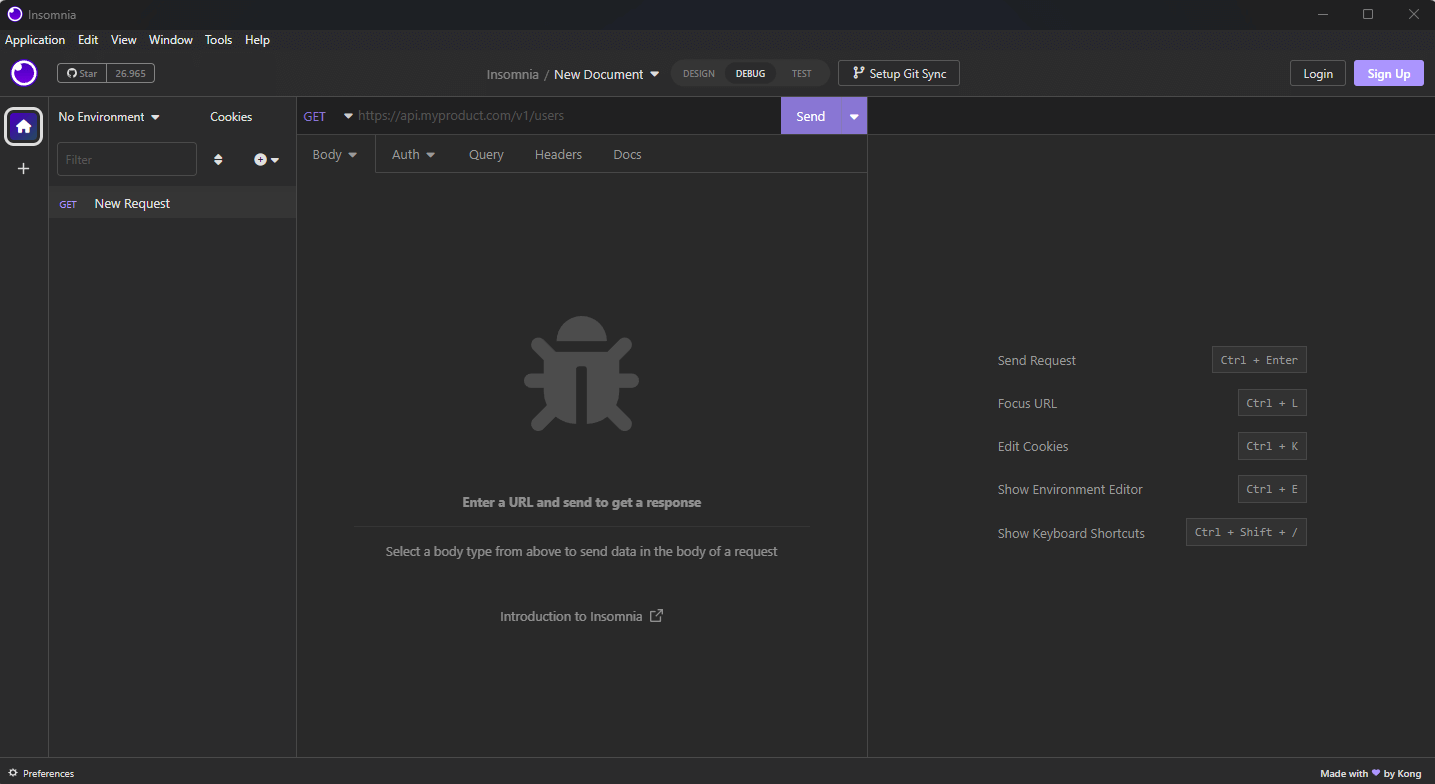 Insomnia
Application Edit View Window Tools Help
Star 26.965
Insomnia / New Document
DESIGN DEBUG TEST
Setup Git Sync
Login
Sign Up
No Environment
Cookies
GET https://api.myproduct.com/v1/users
Send
Filter
Body Auth Query Headers Docs
GET New Request
Send Request Ctrl + Enter
Focus URL Ctrl + L
Edit Cookies Ctrl + K
Show Environment Editor Ctrl + E
Show Keyboard Shortcuts Ctrl + Shift + /
Enter a URL and send to get a response
Select a body type from above to send data in the body of a request
Introduction to Insomnia
Preferences
Made with by Kong